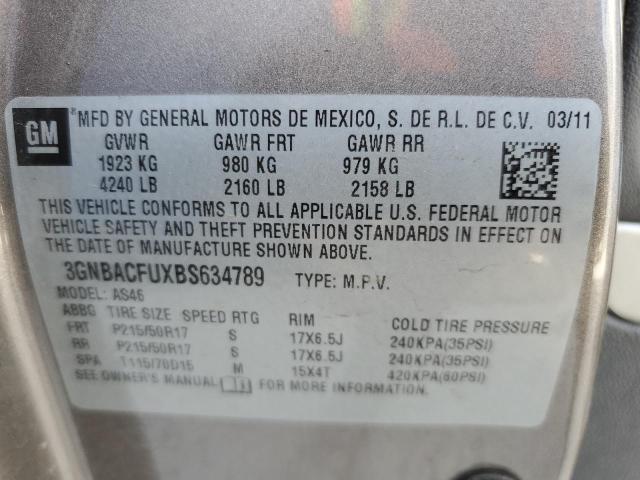 GM ® MFD BY GENERAL MOTORS DE MEXICO, S. DE R.L. DE C.V. 03/11
GVWR GAWR FRT GAWR RR
1923 KG 980 KG 979 KG
4240 LB 2160 LB 2158 LB
THIS VEHICLE CONFORMS TO ALL APPLICABLE U.S. FEDERAL MOTOR
VEHICLE SAFETY AND THEFT PREVENTION STANDARDS IN EFFECT ON
THE DATE OF MANUFACTURE SHOWN ABOVE.
3GNBACFUXBS634789 TYPE: M.P.V.
MODEL: AS46
ABBG TIRE SIZE SPEED RTG RIM COLD TIRE PRESSURE
FRT P215/50R17 S 17X6.5J 240KPA(35PSI)
RR P215/50R17 S 17X6.5J 240KPA(35PSI)
SPA T115/70D15 M 15X4T 420KPA(60PSI)
SEE OWNER'S MANUAL FOR MORE INFORMATION.